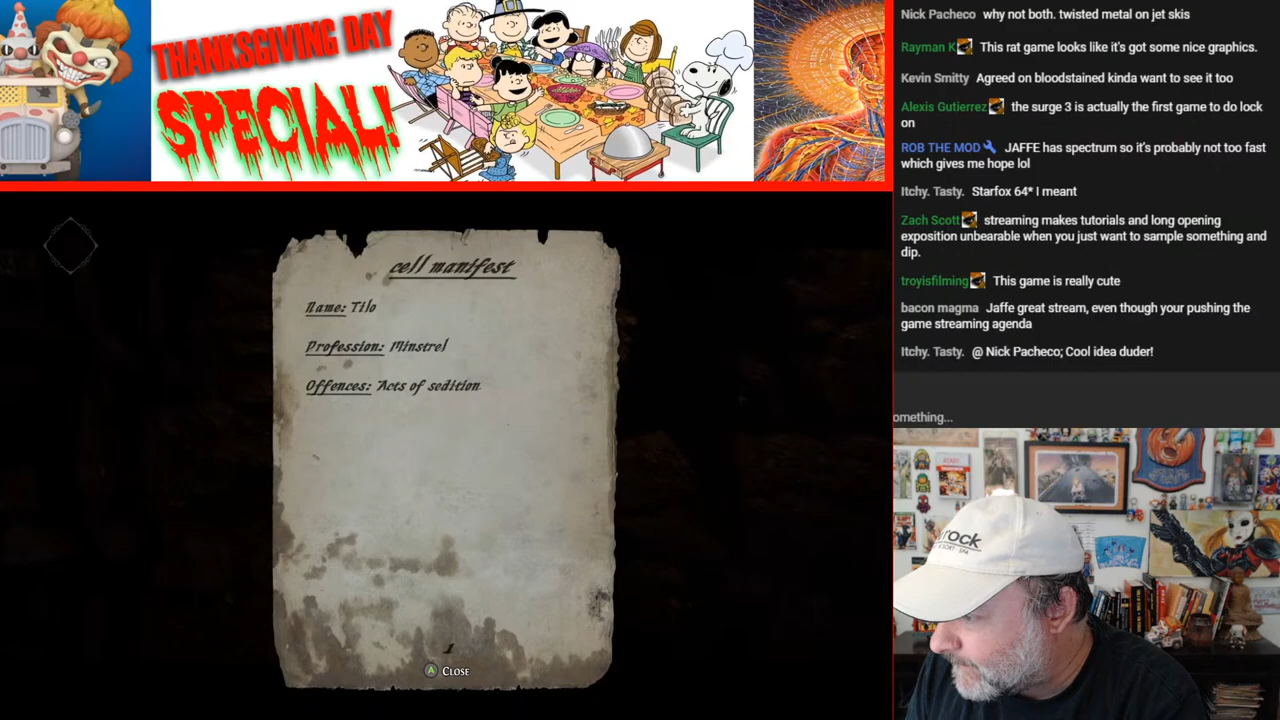 THANKSGIVING DAY
SPECIAL!
cell manifest
Name: Tilo
Profession: Minstrel
Offences: Acts of sedition
1
A Close
Nick Pacheco why not both. twisted metal on jet skis
Rayman K This rat game looks like it's got some nice graphics.
Kevin Smitty Agreed on bloodstained kinda want to see it too
Alexis Gutierrez the surge 3 is actually the first game to do lock
on
ROB THE MOD JAFFE has spectrum so it's probably not too fast
which gives me hope lol
Itchy. Tasty. Starfox 64* I meant
Zach Scott streaming makes tutorials and long opening
exposition unbearable when you just want to sample something and
dip.
troyisfilming This game is really cute
bacon magma Jaffe great stream, even though your pushing the
game streaming agenda
Itchy. Tasty. @ Nick Pacheco; Cool idea duder!
omething...
rock